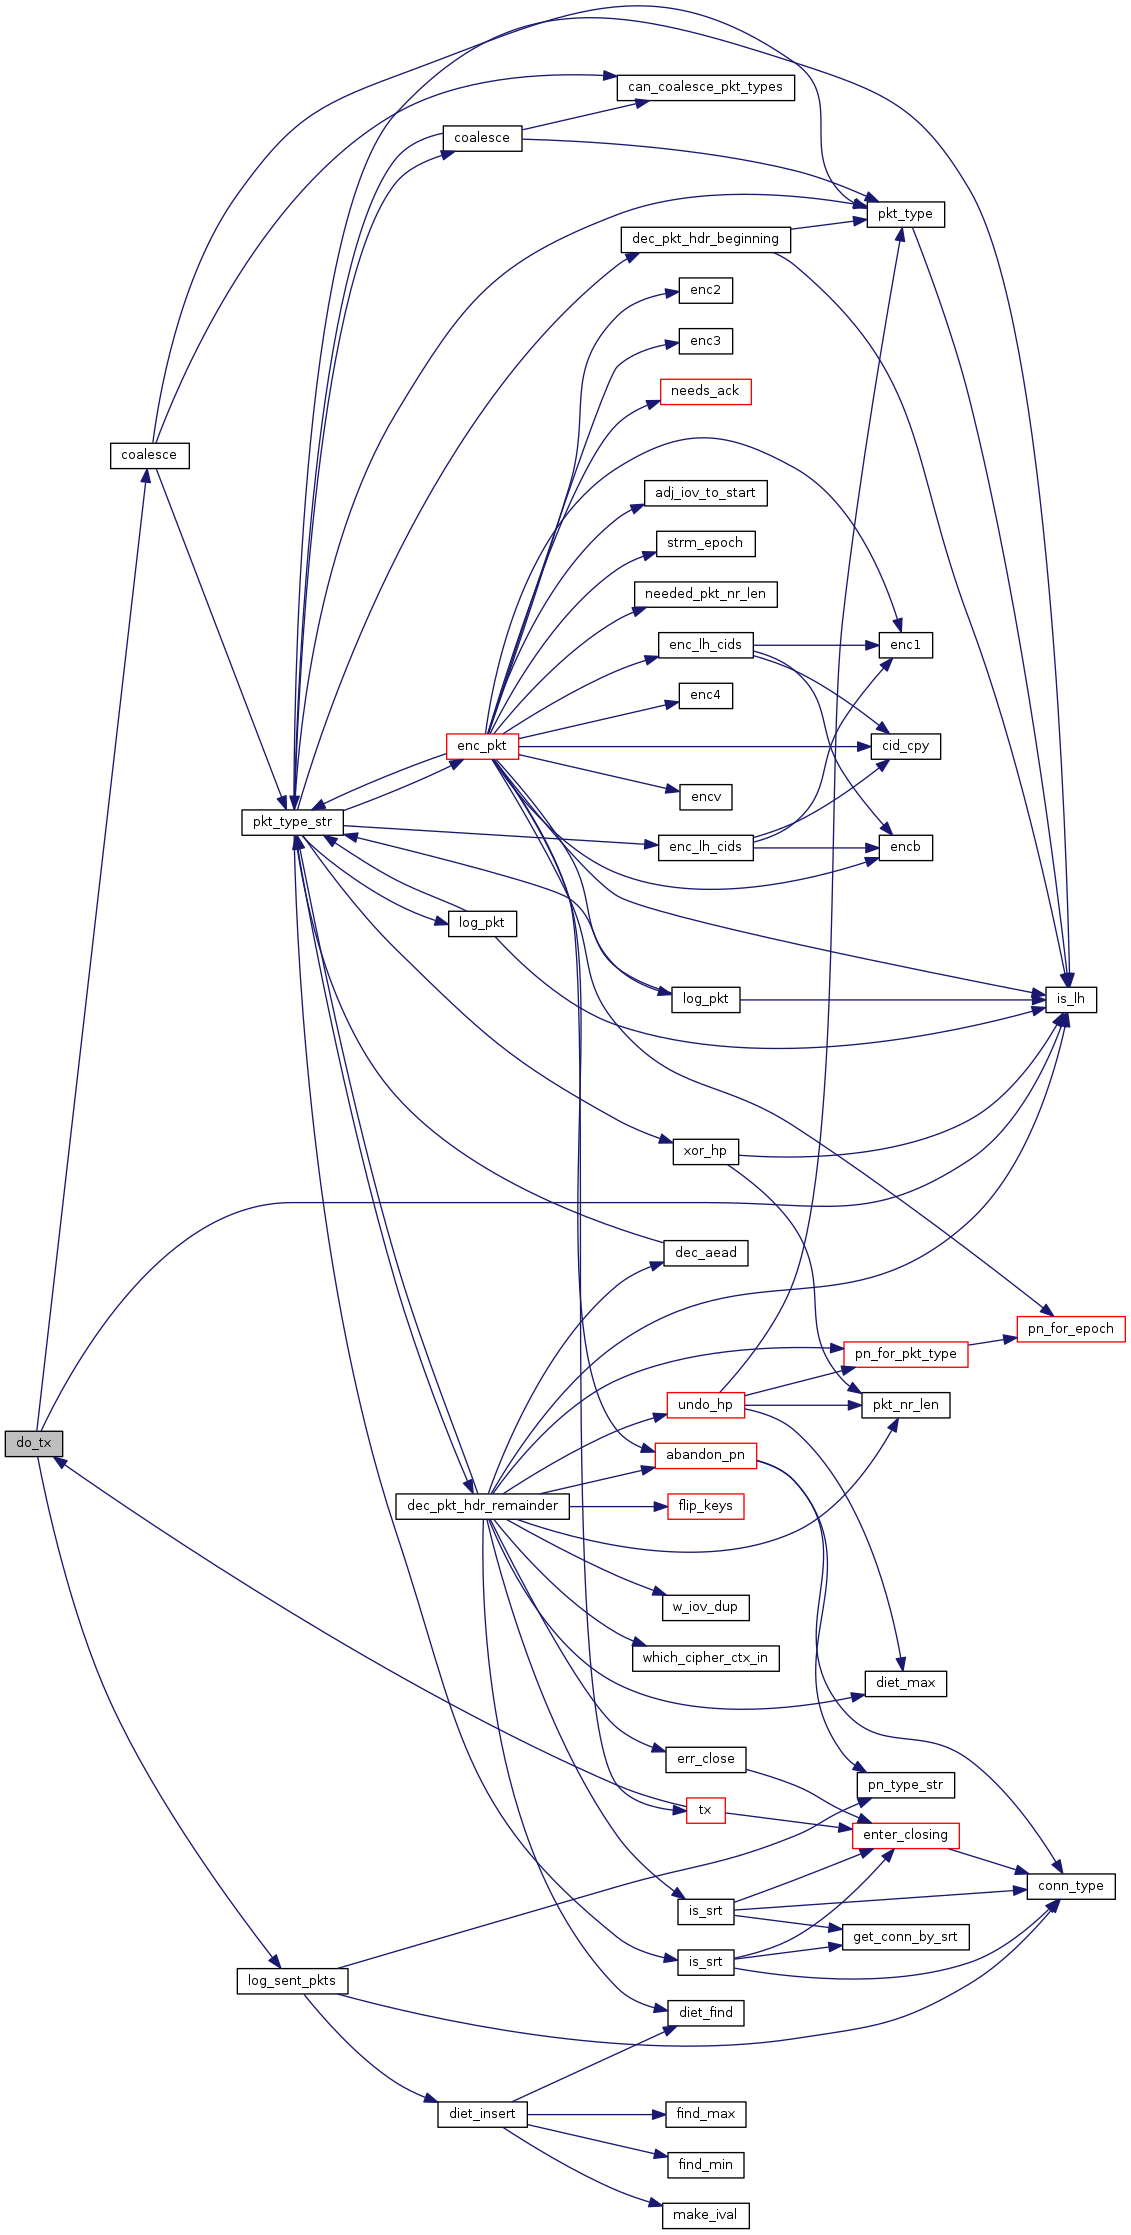 can_coalesce_pkt_types
coalesce
pkt_type
dec_pkt_hdr_beginning
enc2
enc3
needs_ack
coalesce
adj_iov_to_start
strm_epoch
needed_pkt_nr_len
enc_lh_cids
enc1
enc4
enc_pkt
cid_cpy
encv
pkt_type_str
enc_lh_cids
encb
log_pkt
log_pkt
is_lh
xor_hp
dec_aead
pn_for_epoch
pn_for_pkt_type
undo_hp
pkt_nr_len
do_tx
abandon_pn
dec_pkt_hdr_remainder
flip_keys
w_iov_dup
which_cipher_ctx_in
diet_max
err_close
pn_type_str
tx
enter_closing
conn_type
is_srt
get_conn_by_srt
is_srt
log_sent_pkts
diet_find
diet_insert
find_max
find_min
make_ival